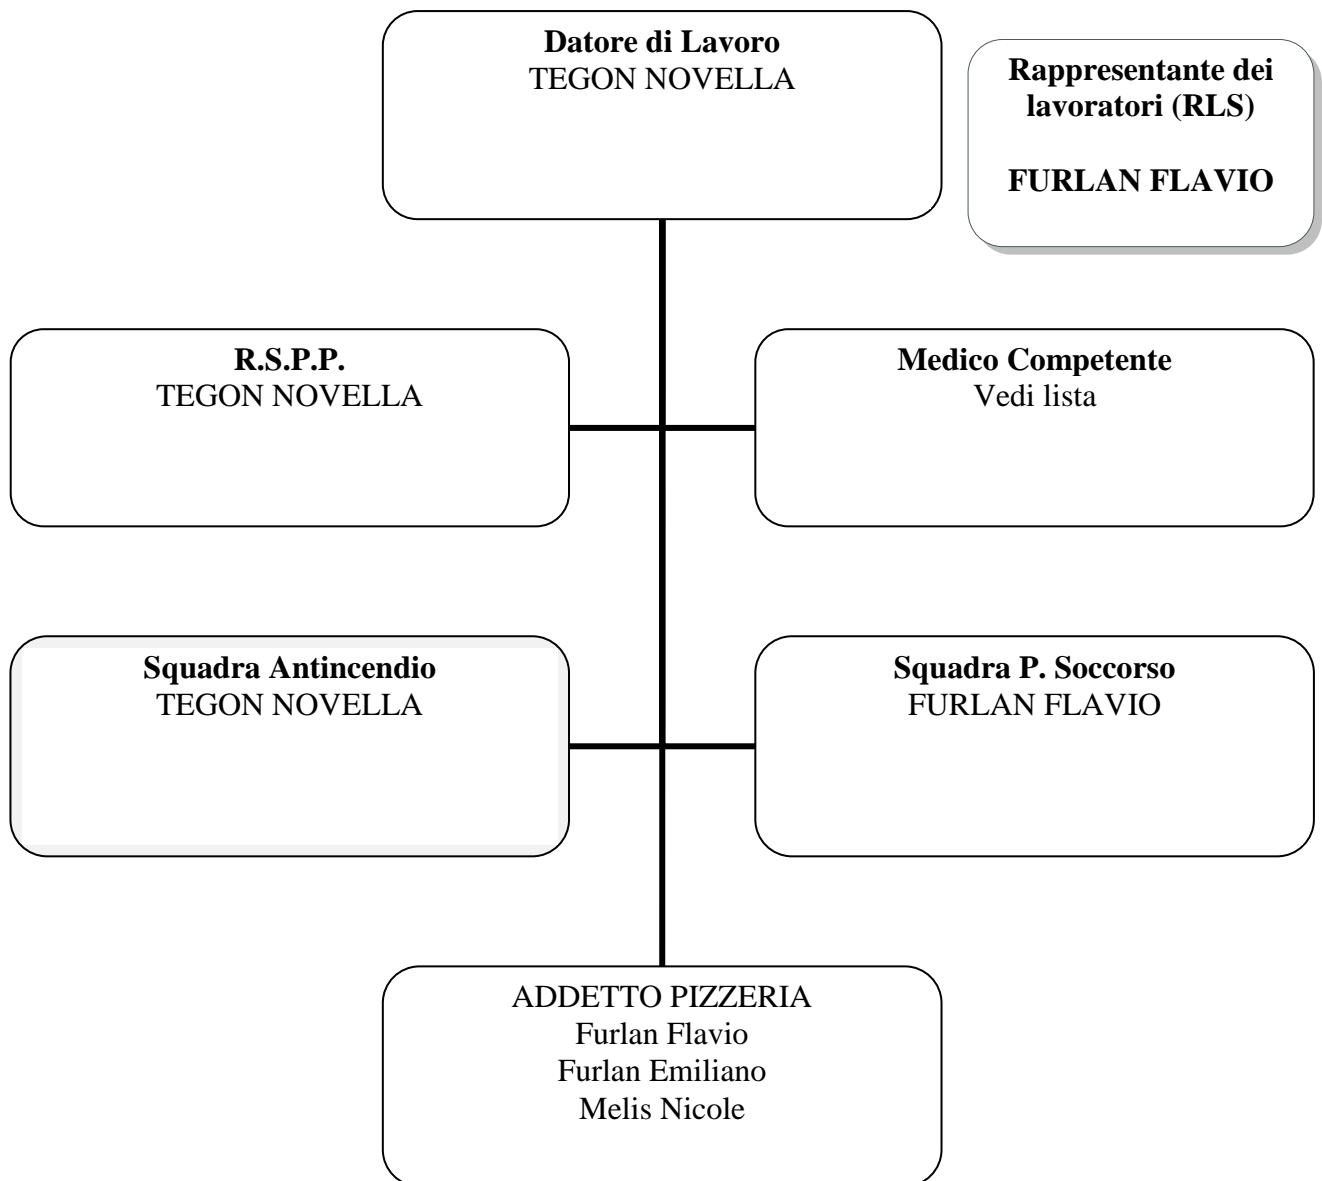 Datore di Lavoro
TEGON NOVELLA
Rappresentante dei
lavoratori (RLS)
FURLAN FLAVIO
R.S.P.P.
TEGON NOVELLA
Medico Competente
Vedi lista
Squadra Antincendio
TEGON NOVELLA
Squadra P. Soccorso
FURLAN FLAVIO
ADDETTO PIZZERIA
Furlan Flavio
Furlan Emiliano
Melis Nicole